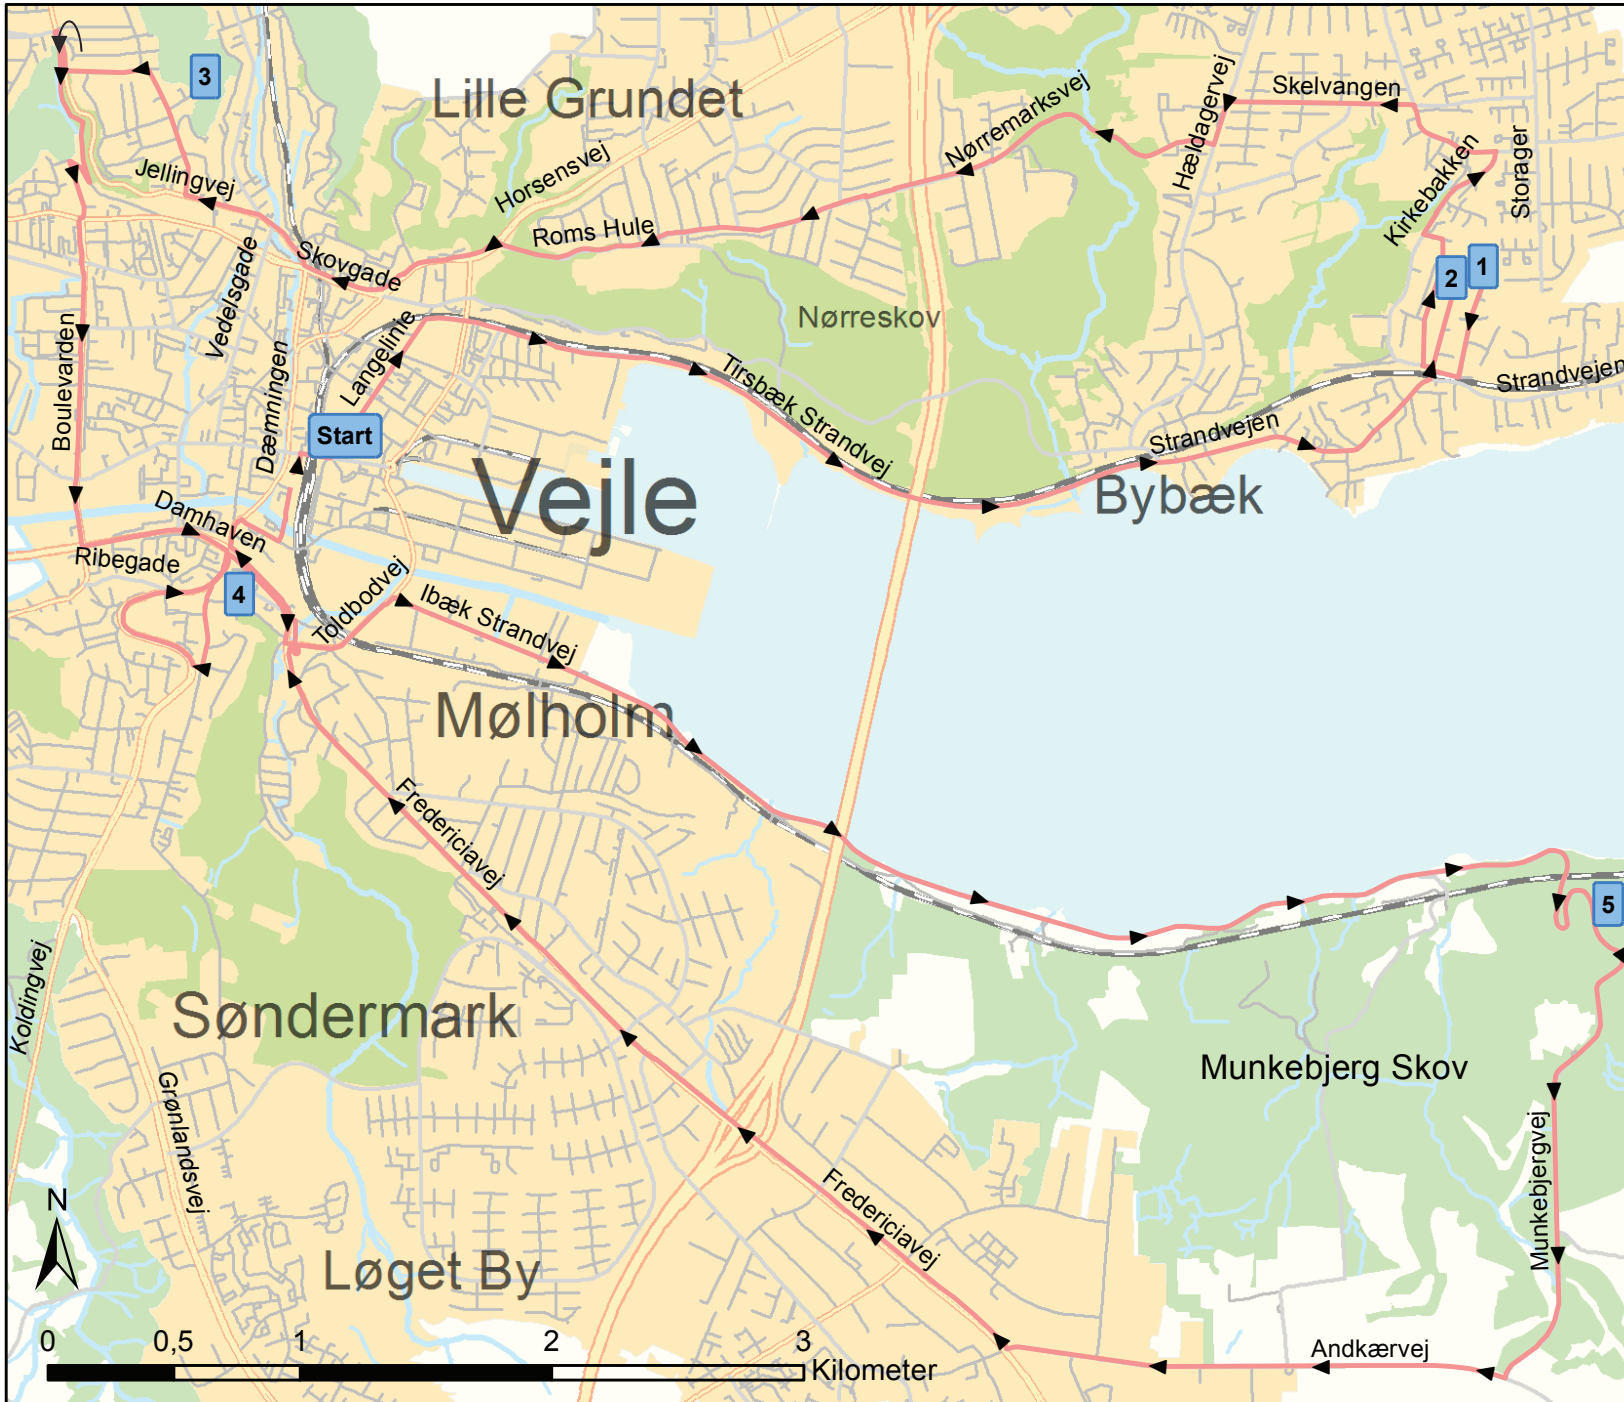 3
Lille Grundet
Skelvangen
Nørremarksvej
Hældagervej
Storager
Kirkebakken
Jellingvej
Horsensvej
Roms Hule
Skovgade
Vedelsgade
1
2
Nørreskov
Boulevarden
Langelinie
Dæmningen
Tirsbæk Strandvej
Strandvejen
Start
Strandvejen
Vejle
Bybæk
Damhaven
Ribegade
4
Toldbodvej
Ibæk Strandvej
Mølholm
Fredericiavej
5
Koldingvej
Søndermark
Munkebjerg Skov
Grønlandsvej
Munkebjergvej
N
Fredericiavej
Løget By
Andkærvej
0 0,5 1 2 3
Kilometer